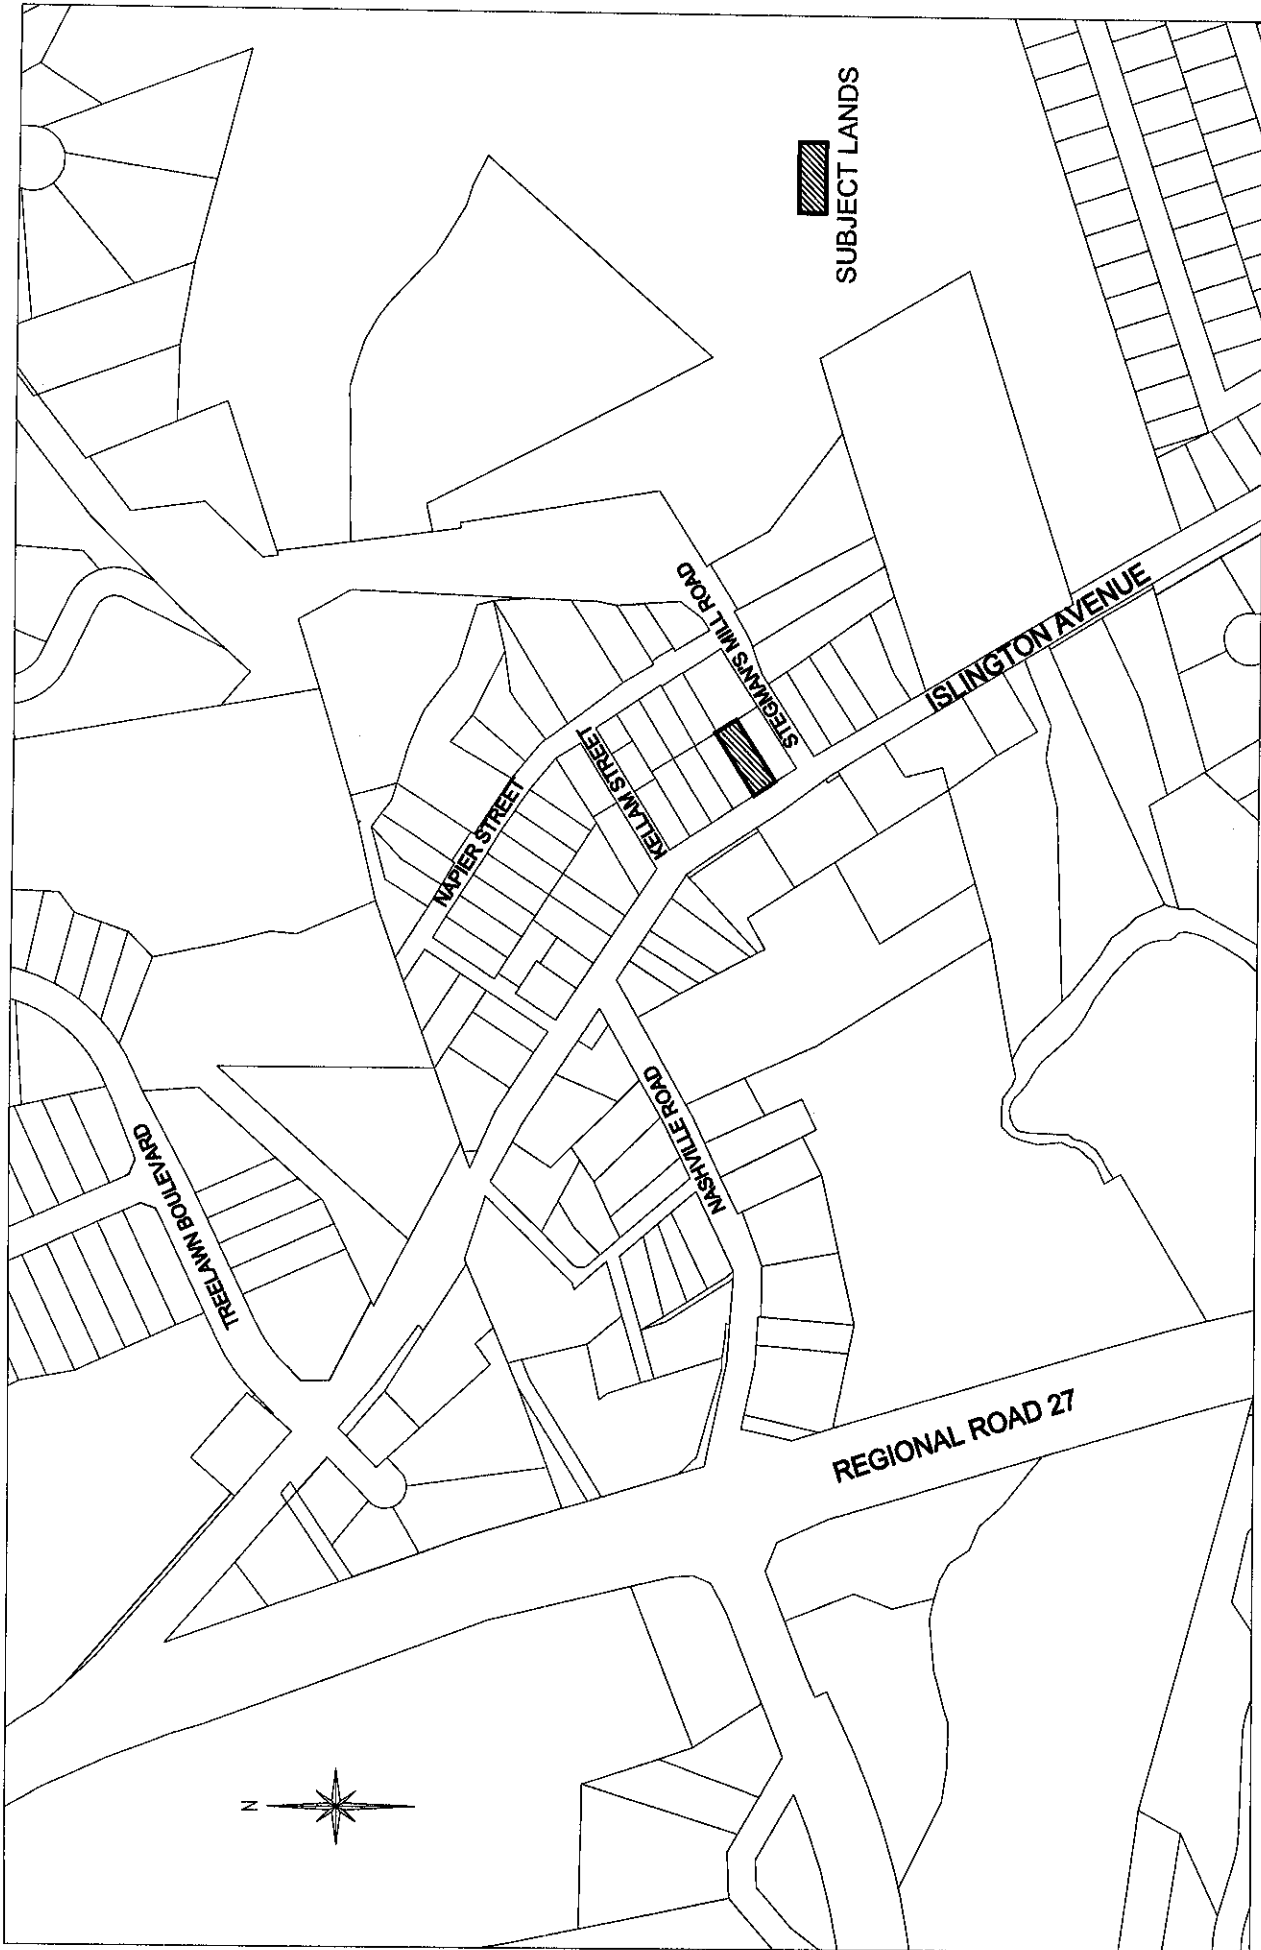 TREELAWN BOULEVARD
NAPIER STREET
KELLAM STREET
STEGMAN'S MILL ROAD
ISLINGTON AVENUE
NASHVILLE ROAD
REGIONAL ROAD 27
N
SUBJECT LANDS